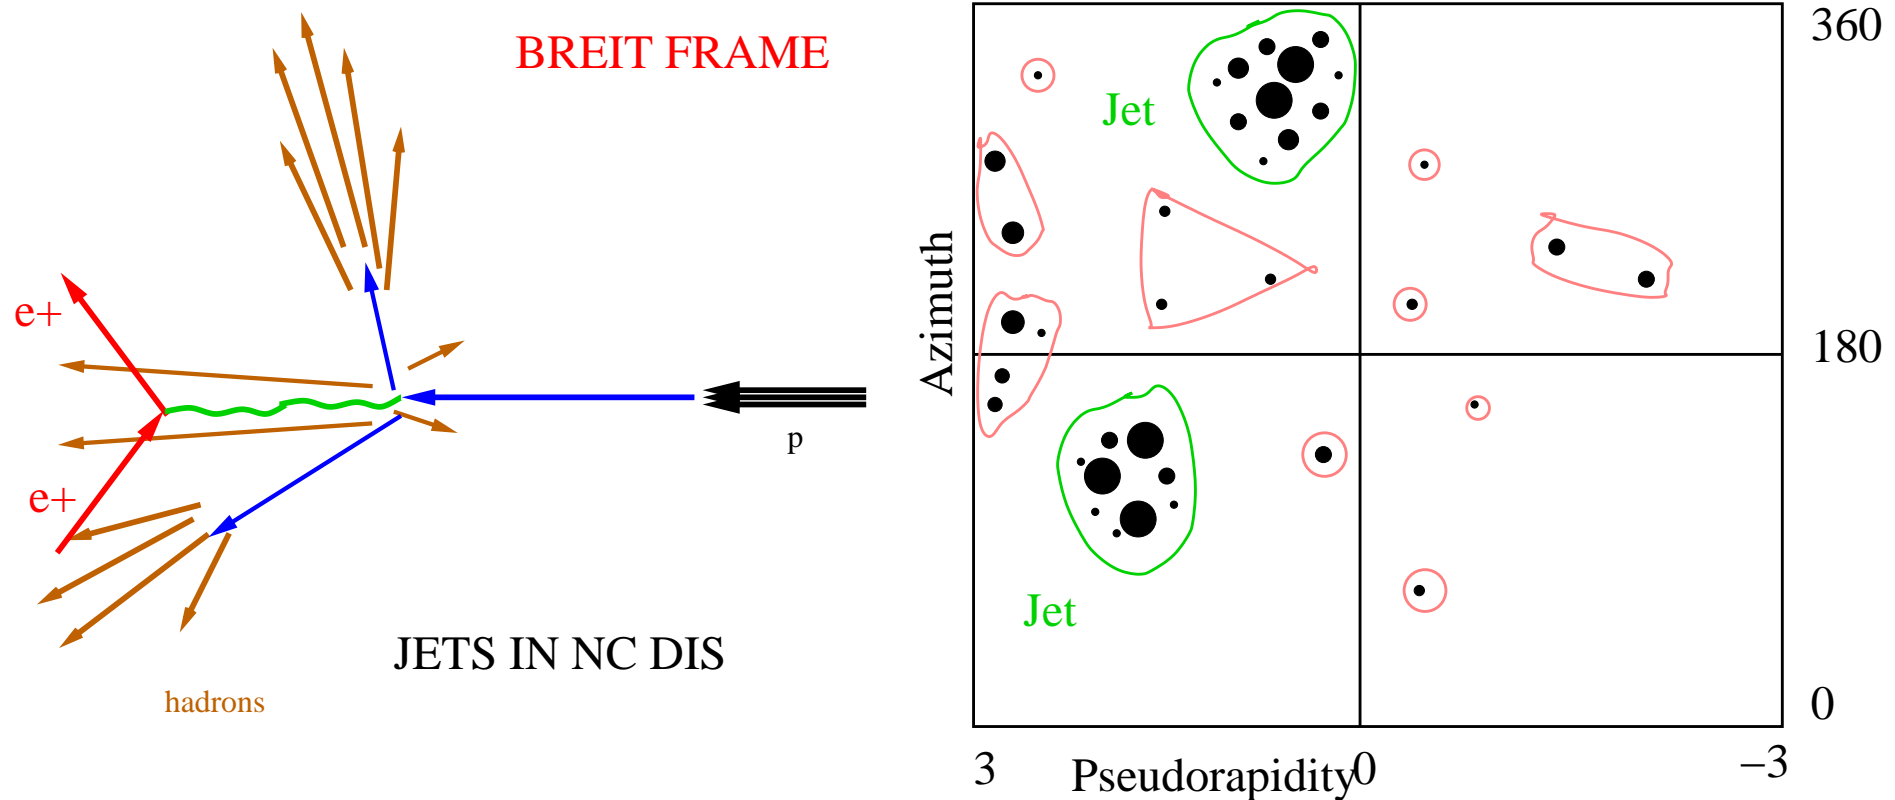 BREIT FRAME
e+
e+
p
JETS IN NC DIS
hadrons
360
Jet
Azimuth
180
Jet
0
3
Pseudorapidity
0
−3